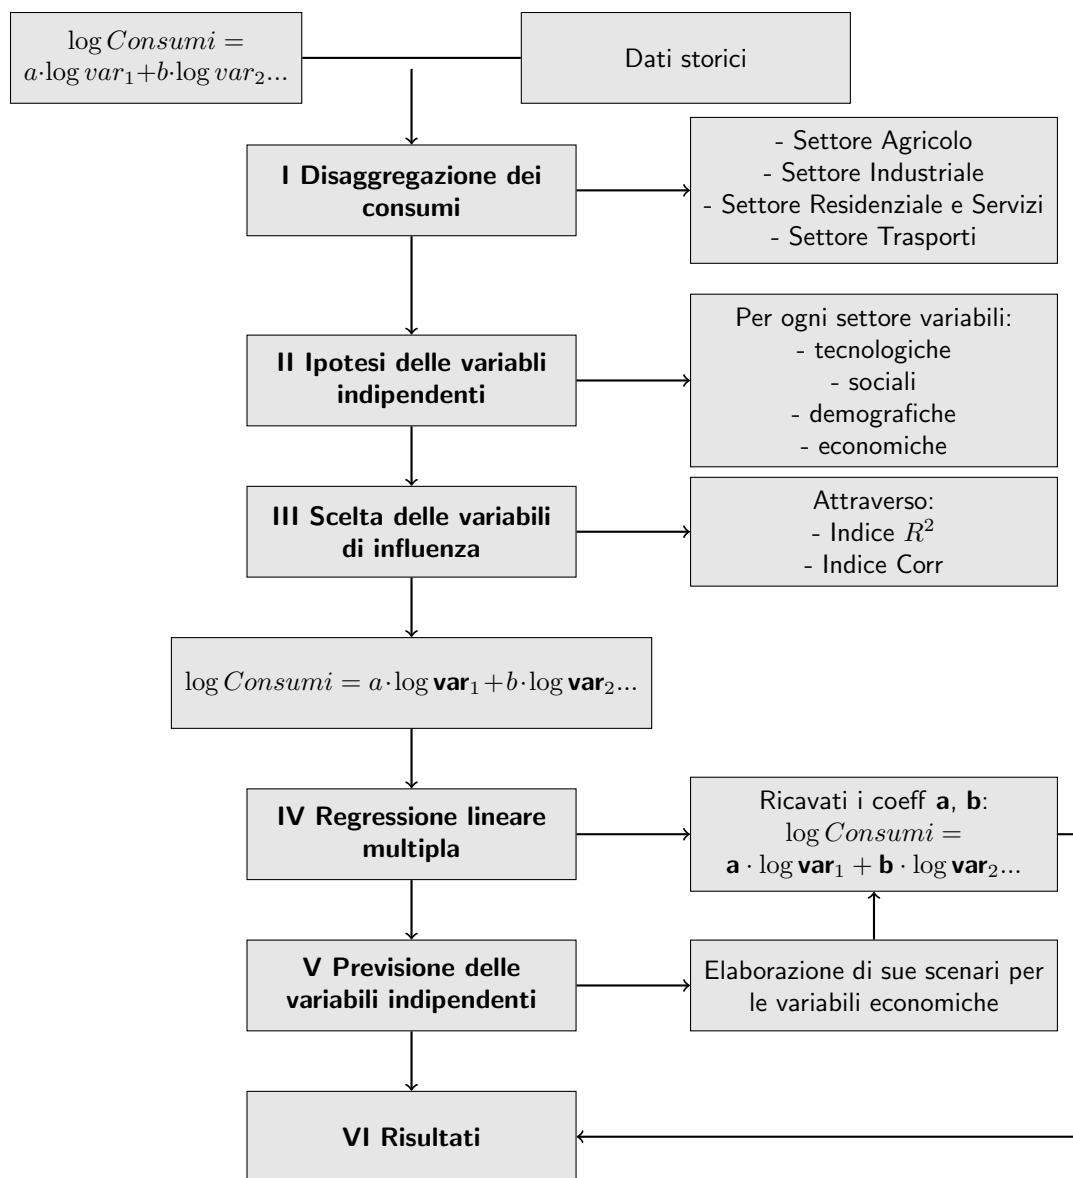 log Consumi =
a·log var₁+b·log var₂...
Dati storici
I Disaggregazione dei
consumi
- Settore Agricolo
- Settore Industriale
- Settore Residenziale e Servizi
- Settore Trasporti
II Ipotesi delle variabli
indipendenti
Per ogni settore variabili:
- tecnologiche
- sociali
- demografiche
- economiche
III Scelta delle variabili
di influenza
Attraverso:
- Indice R²
- Indice Corr
log Consumi = a·log var₁+b·log var₂...
IV Regressione lineare
multipla
Ricavati i coeff a, b:
log Consumi =
a · log var₁ + b · log var₂...
V Previsione delle
variabili indipendenti
Elaborazione di sue scenari per
le variabili economiche
VI Risultati